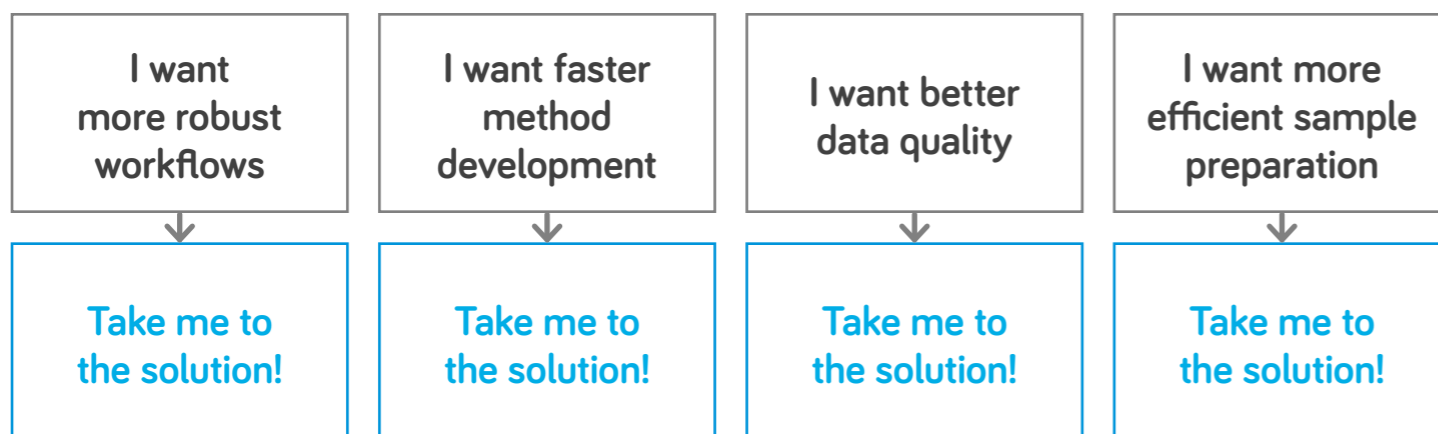 I want
more robust
workflows
I want faster
method
development
I want better
data quality
I want more
efficient sample
preparation
Take me to
the solution!
Take me to
the solution!
Take me to
the solution!
Take me to
the solution!